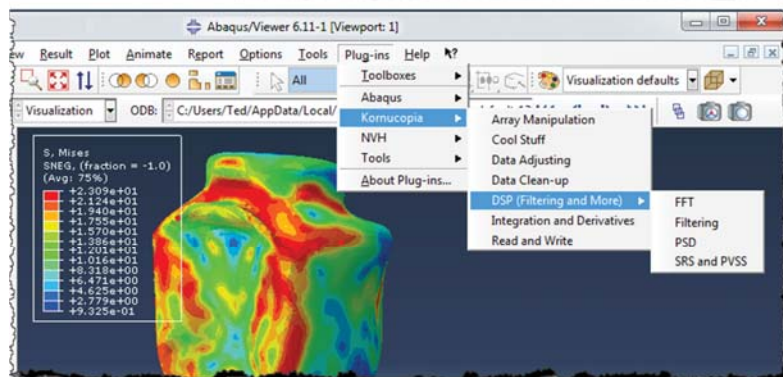 Abaqus/Viewer 6.11-1 [Viewport: 1]
Result Plot Animate Report Options Tools Plug-ins Help
All
Visualization defaults
Visualization ODB: C:/Users/Ted/AppData/Local/
Toolboxes
Abaqus
Kornucopia
NVH
Tools
About Plug-ins...
Array Manipulation
Cool Stuff
Data Adjusting
Data Clean-up
DSP (Filtering and More)
Integration and Derivatives
Read and Write
FFT
Filtering
PSD
SRS and PVSS
S, Mises
SNEG, (fraction = -1.0)
(Avg: 75%)
+2.309e+01
+2.124e+01
+1.940e+01
+1.755e+01
+1.570e+01
+1.386e+01
+1.201e+01
+1.016e+01
+8.318e+00
+6.471e+00
+4.625e+00
+2.779e+00
+9.325e-01